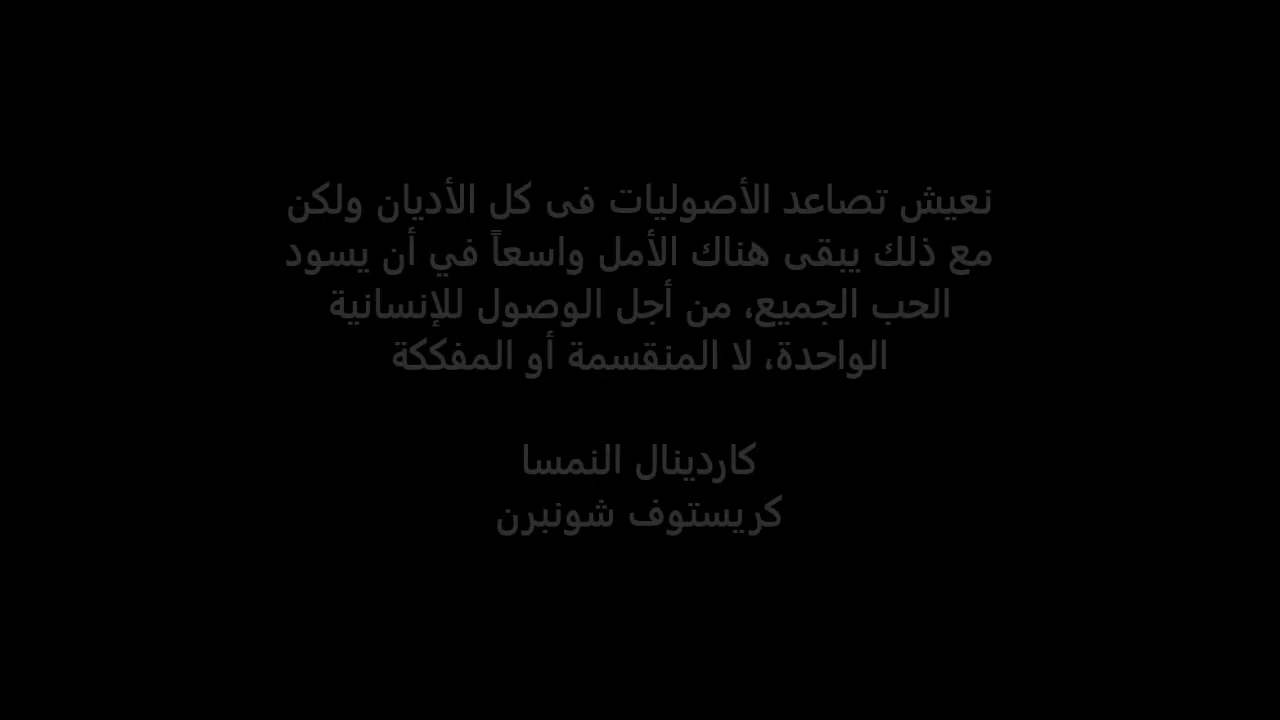 نعيش تصاعد الأصوليات فى كل الأديان ولكن
مع ذلك يبقى هناك الأمل واسعاً في أن يسود
الحب الجميع، من أجل الوصول للإنسانية
الواحدة، لا المنقسمة أو المفككة
كاردينال النمسا
كريستوف شونبرن